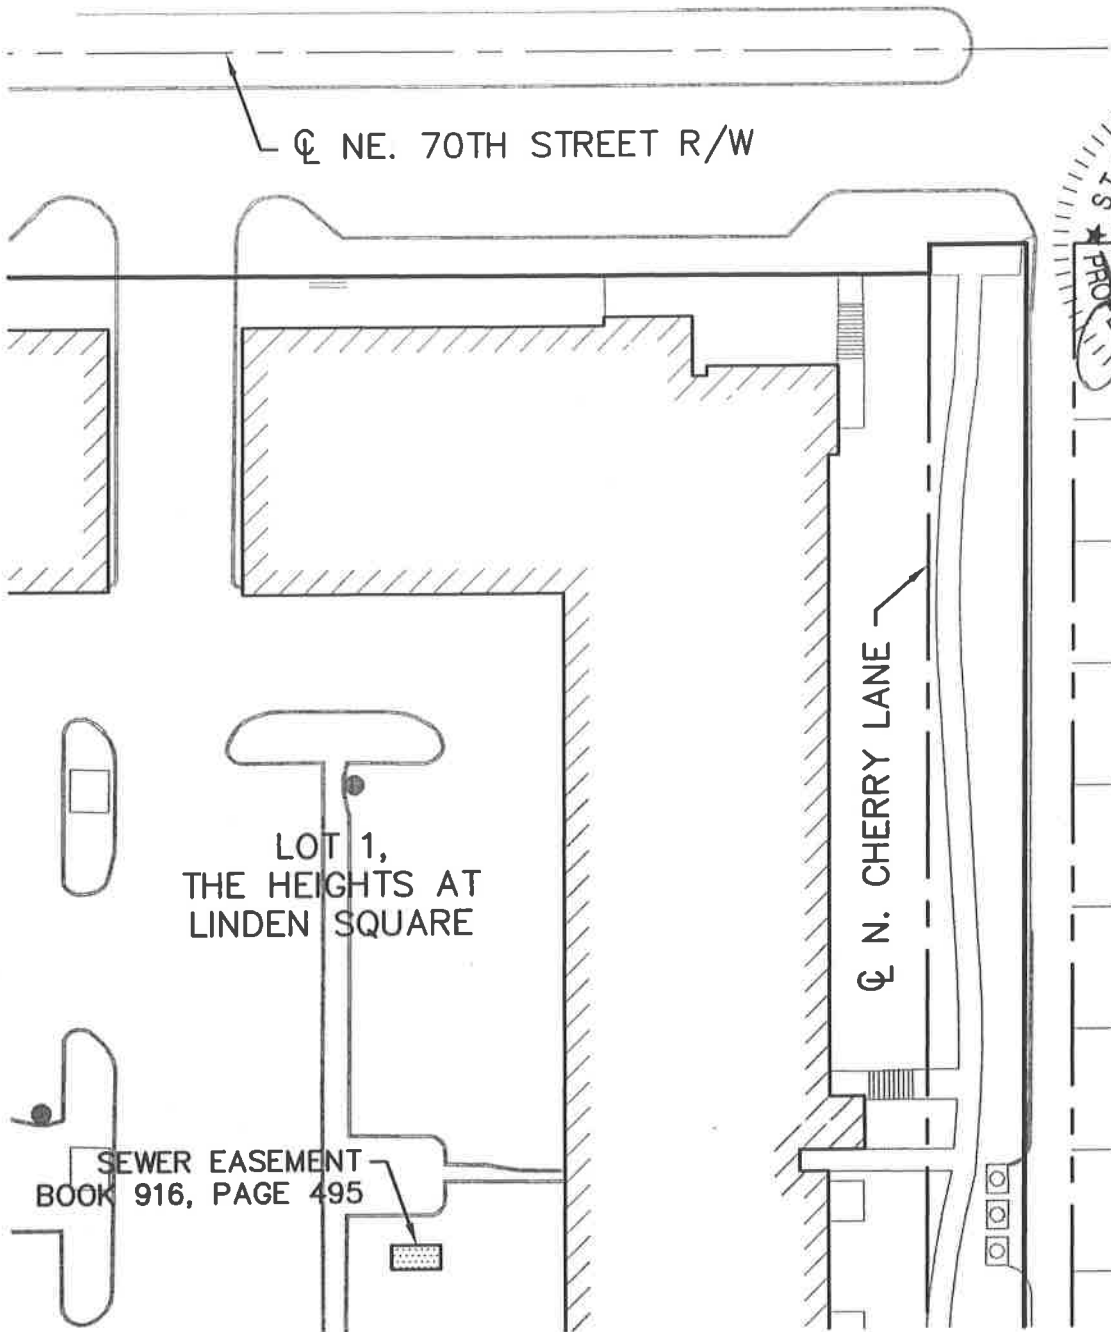 ℄ NE. 70TH STREET R/W
℄ N. CHERRY LANE
LOT 1,
THE HEIGHTS AT
LINDEN SQUARE
SEWER EASEMENT
BOOK 916, PAGE 495